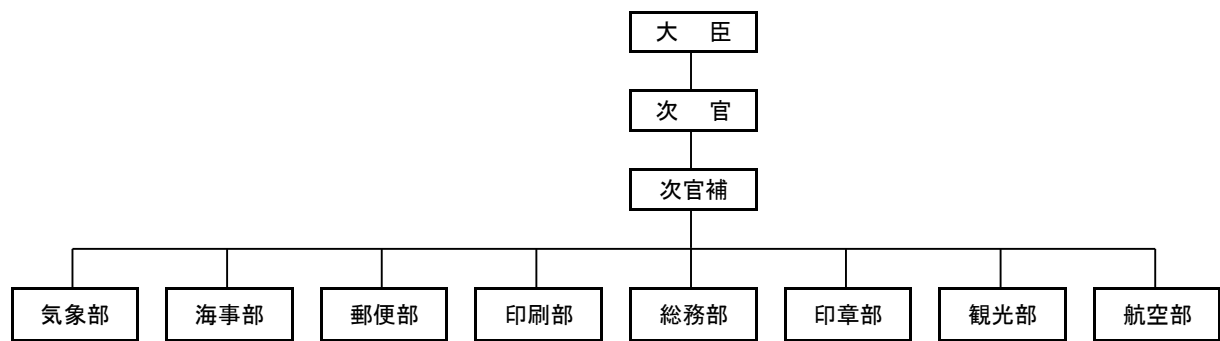 大 臣
次 官
次官補
気象部 海事部 郵便部 印刷部 総務部 印章部 観光部 航空部